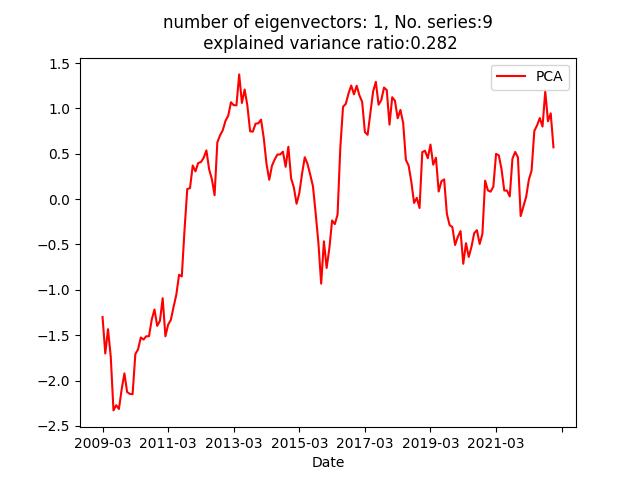 number of eigenvectors: 1, No. series:9
explained variance ratio:0.282
PCA
1.5
1.0
0.5
0.0
−0.5
−1.0
−1.5
−2.0
−2.5
2009-03 2011-03 2013-03 2015-03 2017-03 2019-03 2021-03
Date